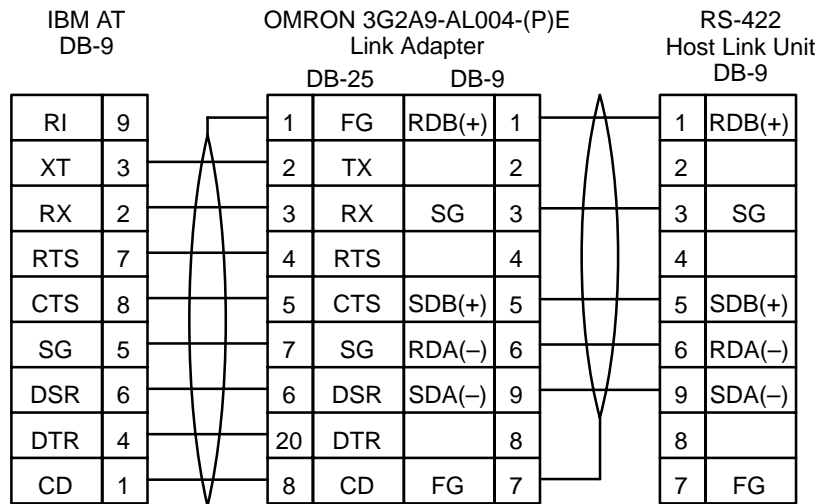 IBM AT OMRON 3G2A9-AL004-(P)E RS-422
DB-9 Link Adapter Host Link Unit
DB-25 DB-9 DB-9
RI 9 1 FG RDB(+) 1 1 RDB(+)
XT 3 2 TX 2 2
RX 2 3 RX SG 3 3 SG
RTS 7 4 RTS 4 4
CTS 8 5 CTS SDB(+) 5 5 SDB(+)
SG 5 7 SG RDA(–) 6 6 RDA(–)
DSR 6 6 DSR SDA(–) 9 9 SDA(–)
DTR 4 20 DTR 8 8
CD 1 8 CD FG 7 7 FG